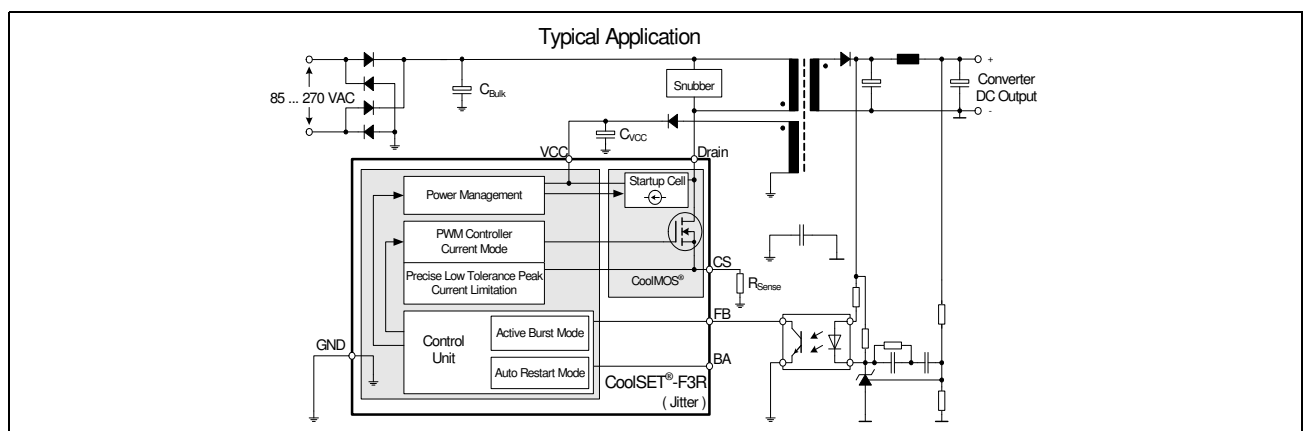 Typical Application
+
Converter
DC Output
-
Snubber
C_Bulk
85 ... 270 VAC
C_VCC
VCC
Drain
Startup Cell
Power Management
PWM Controller
Current Mode
CS
Precise Low Tolerance Peak
Current Limitation
CoolMOS®
R_Sense
FB
Control
Unit
Active Burst Mode
GND
BA
Auto Restart Mode
CoolSET®-F3R
( Jitter )